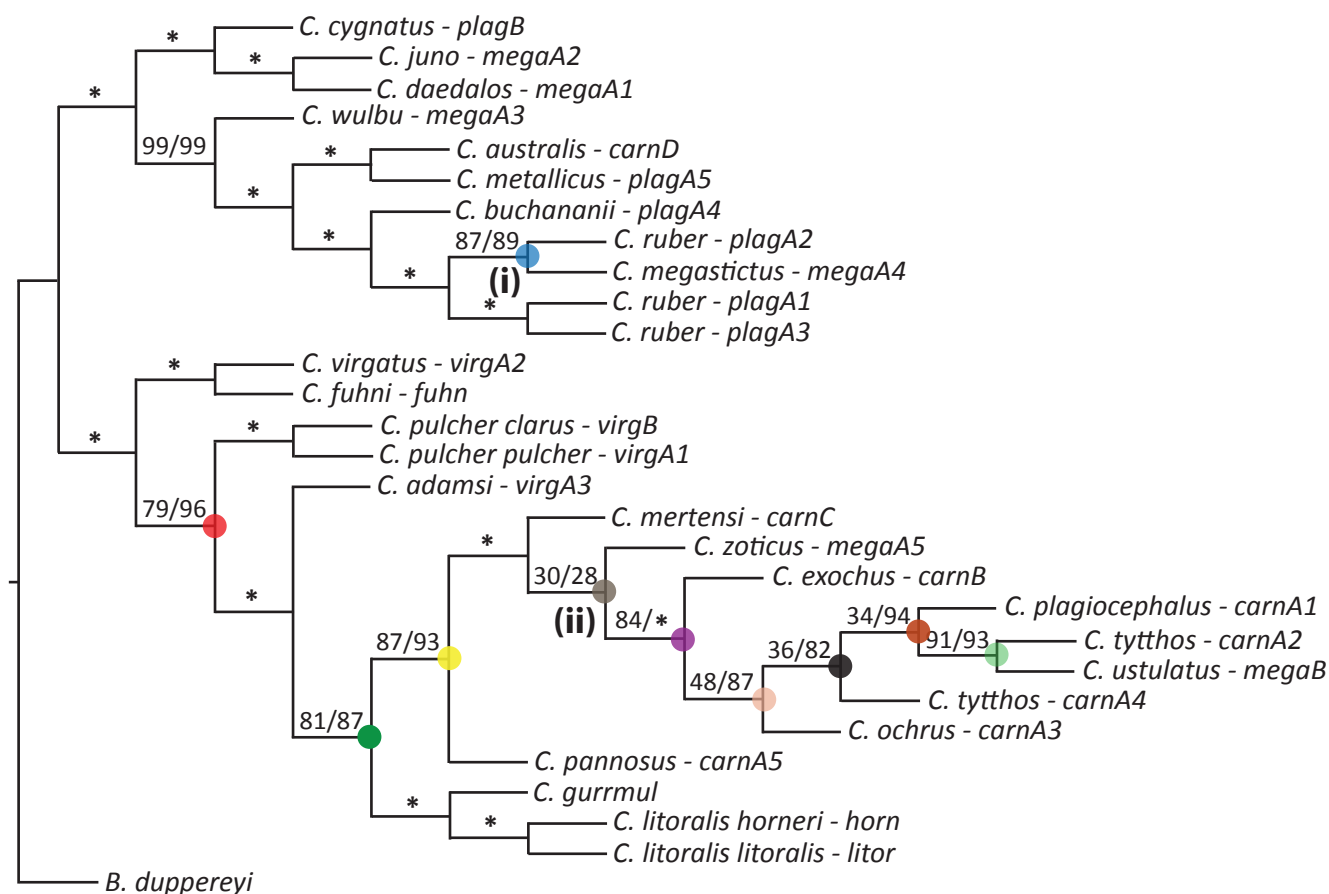 *
C. cygnatus - plagB
*
C. juno - megaA2
*
C. daedalos - megaA1
C. wulbu - megaA3
99/99
*
C. australis - carnD
C. metallicus - plagA5
*
C. buchananii - plagA4
*
87/89
C. ruber - plagA2
*
(i)
C. megastictus - megaA4
*
C. ruber - plagA1
C. ruber - plagA3
*
C. virgatus - virgA2
C. fuhni - fuhn
*
*
C. pulcher clarus - virgB
C. pulcher pulcher - virgA1
C. adamsi - virgA3
79/96
*
C. mertensi - carnC
*
C. zoticus - megaA5
30/28
C. exochus - carnB
(ii)
84/*
34/94
C. plagiocephalus - carnA1
87/93
36/82
91/93
C. tytthos - carnA2
C. ustulatus - megaB
48/87
C. tytthos - carnA4
81/87
C. ochrus - carnA3
C. pannosus - carnA5
*
C. gurrmul
*
C. litoralis horneri - horn
C. litoralis litoralis - litor
B. duppereyi